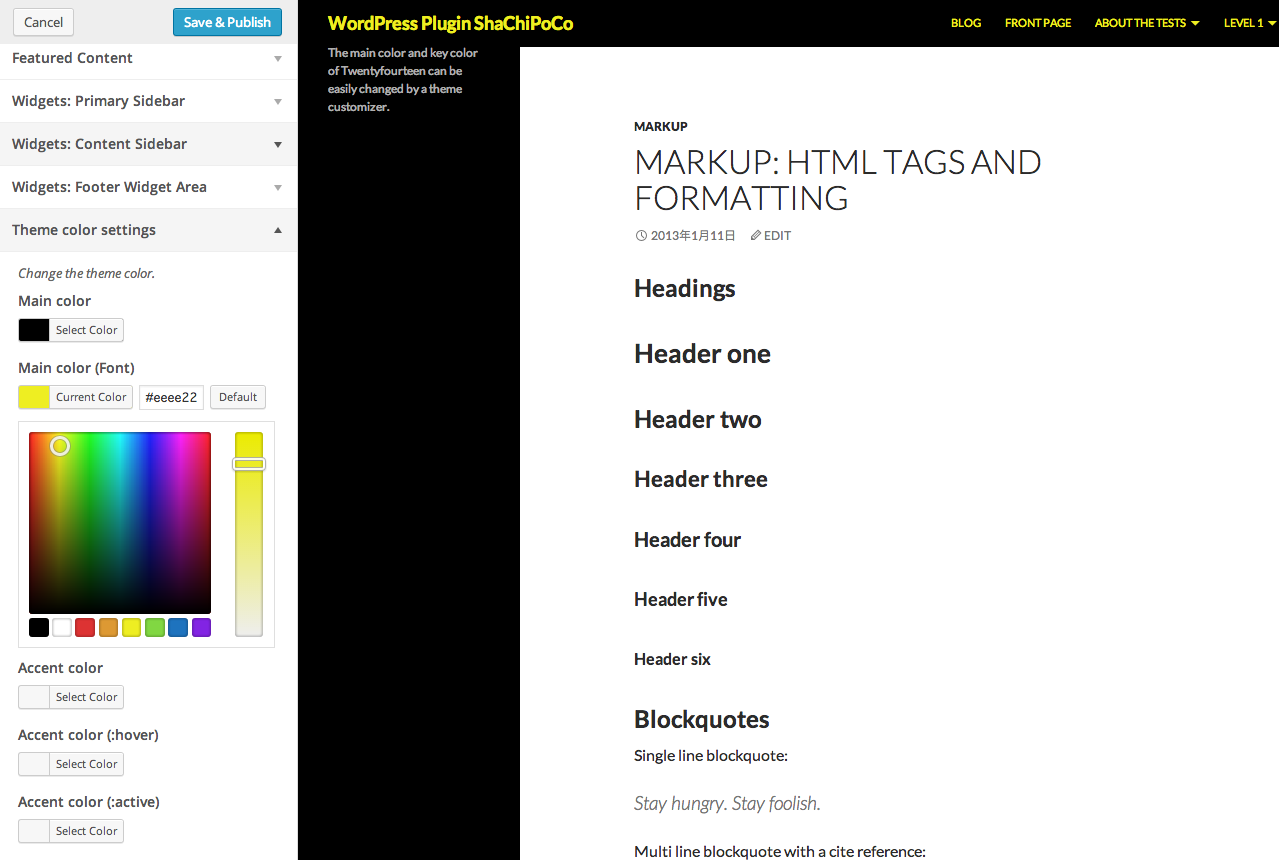 Cancel
Save & Publish
Featured Content
Widgets: Primary Sidebar
Widgets: Content Sidebar
Widgets: Footer Widget Area
Theme color settings
Change the theme color.
Main color
Select Color
Main color (Font)
Current Color
#eeee22
Default
Accent color
Select Color
Accent color (:hover)
Select Color
Accent color (:active)
Select Color
WordPress Plugin ShaChiPoCo
BLOG
FRONT PAGE
ABOUT THE TESTS
LEVEL 1
The main color and key color
of Twentyfourteen can be
easily changed by a theme
customizer.
MARKUP
MARKUP: HTML TAGS AND
FORMATTING
2013年1月11日
EDIT
Headings
Header one
Header two
Header three
Header four
Header five
Header six
Blockquotes
Single line blockquote:
Stay hungry. Stay foolish.
Multi line blockquote with a cite reference: